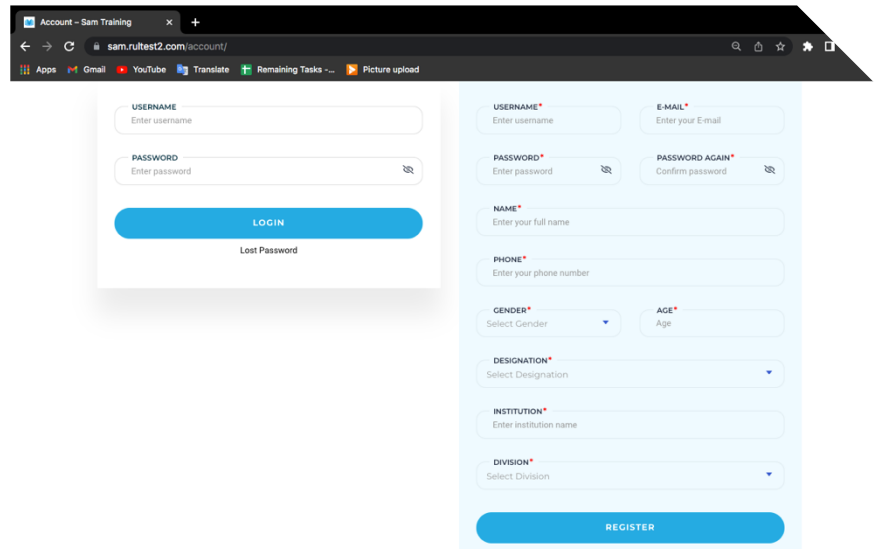 Account – Sam Training
sam.rultest2.com/account/
Apps Gmail YouTube Translate Remaining Tasks -... Picture upload
USERNAME
Enter username
PASSWORD
Enter password
LOGIN
Lost Password
USERNAME* E-MAIL*
Enter username Enter your E-mail
PASSWORD* PASSWORD AGAIN*
Enter password Confirm password
NAME*
Enter your full name
PHONE*
Enter your phone number
GENDER* AGE*
Select Gender Age
DESIGNATION*
Select Designation
INSTITUTION*
Enter institution name
DIVISION*
Select Division
REGISTER